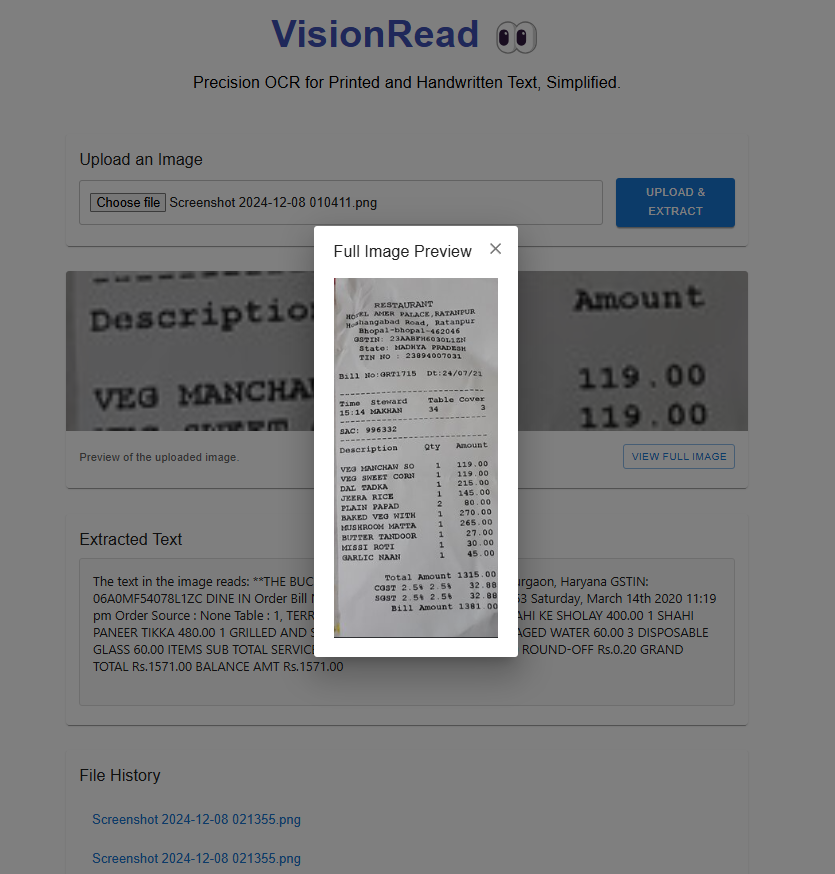 VisionRead
Precision OCR for Printed and Handwritten Text, Simplified.
Upload an Image
Choose file Screenshot 2024-12-08 010411.png
UPLOAD &
EXTRACT
Descriptio
Amount
VEG MANCHA
119.00
119.00
Preview of the uploaded image.
VIEW FULL IMAGE
Full Image Preview
RESTAURANT
HOTEL AMER PALACE,RATANPUR
Hoshangabad Road, Ratanpur
Bhopal-bhopal-462046
GSTIN: 23AABFH6030L1ZN
State: MADHYA PRADESH
TIN NO : 23894007031
Bill No:GRT1715 Dt:24/07/21
Time Steward Table Cover
15:14 MAKHAN 34 3
SAC: 996332
Description Qty Amount
VEG MANCHAW SO 1 119.00
VEG SWEET CORN 1 119.00
DAL TADKA 1 215.00
JEERA RICE 1 145.00
PLAIN PAPAD 2 80.00
BAKED VEG WITH 1 270.00
MUSHROOM MATTA 1 265.00
BUTTER TANDOOR 1 27.00
MISSI ROTI 1 30.00
GARLIC NAAN 1 45.00
Total Amount 1315.00
CGST 2.5% 2.5% 32.88
SGST 2.5% 2.5% 32.88
Bill Amount 1381.00
Extracted Text
The text in the image reads: **THE BUC urgaon, Haryana GSTIN:
06A0MF54078L1ZC DINE IN Order Bill 53 Saturday, March 14th 2020 11:19
pm Order Source : None Table : 1, TERR AHI KE SHOLAY 400.00 1 SHAHI
PANEER TIKKA 480.00 1 GRILLED AND S AGED WATER 60.00 3 DISPOSABLE
GLASS 60.00 ITEMS SUB TOTAL SERVIC ROUND-OFF Rs.0.20 GRAND
TOTAL Rs.1571.00 BALANCE AMT Rs.1571.00
File History
Screenshot 2024-12-08 021355.png
Screenshot 2024-12-08 021355.png